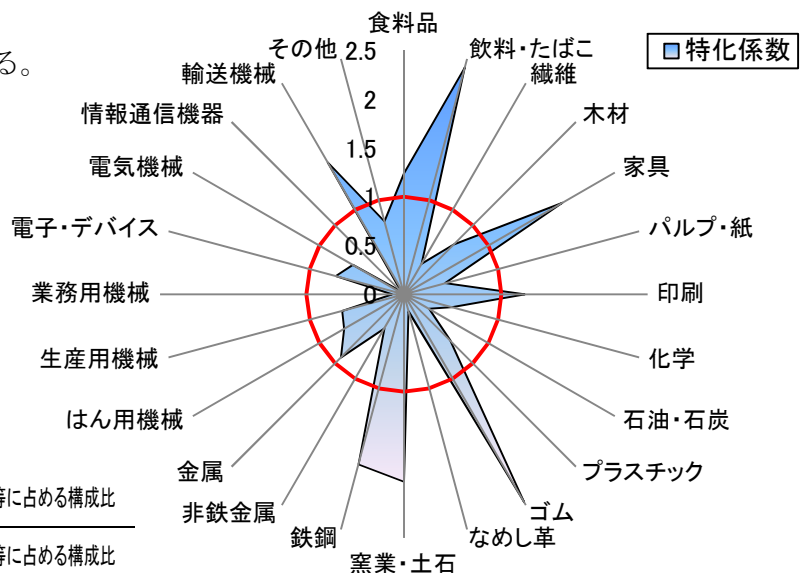 る。
特化係数
食料品
飲料・たばこ
繊維
木材
家具
パルプ・紙
印刷
化学
石油・石炭
プラスチック
ゴム
なめし革
窯業・土石
鉄鋼
非鉄金属
金属
はん用機械
生産用機械
業務用機械
電子・デバイス
電気機械
情報通信機器
輸送機械
その他
2.5
2
1.5
1
0.5
0
等に占める構成比
等に占める構成比